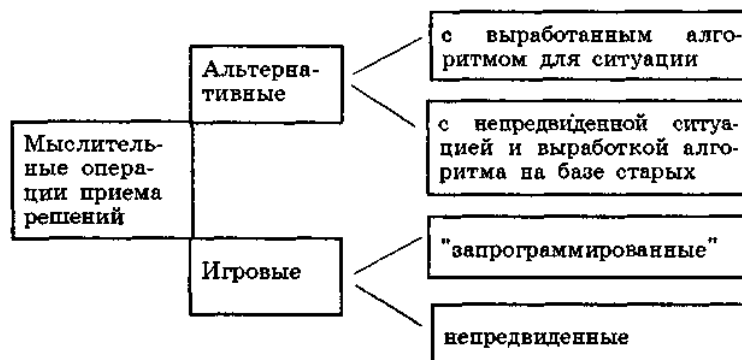 Мыслитель-
ные опера-
ции приема
решений
Альтерна-
тивные
с выработанным алго-
ритмом для ситуации
с непредвиденной ситуа-
цией и выработкой алго-
ритма на базе старых
Игровые
"запрограммированные"
непредвиденные